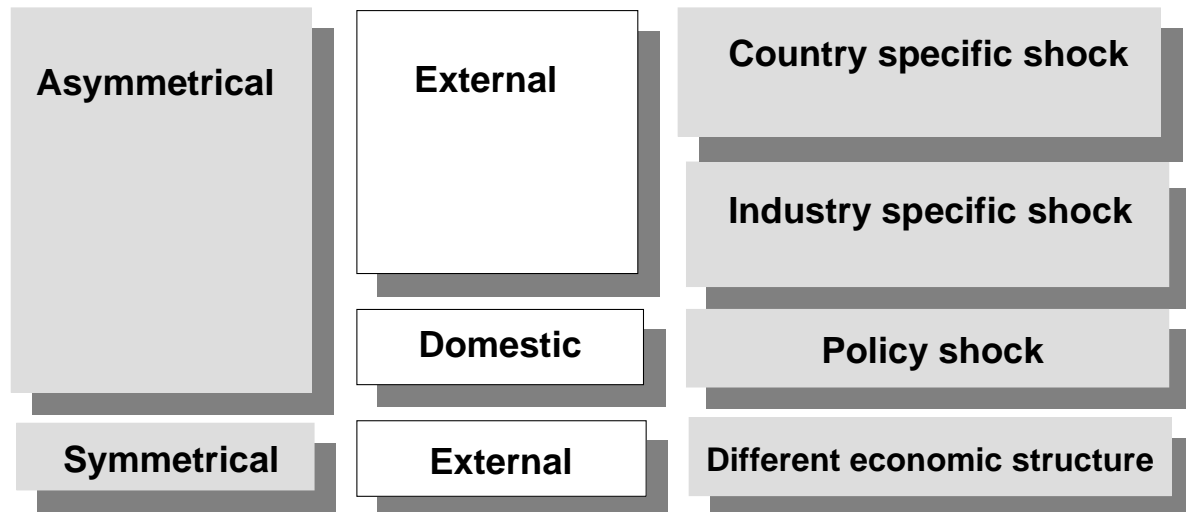 Asymmetrical
External
Country specific shock
Industry specific shock
Domestic
Policy shock
Symmetrical
External
Different economic structure